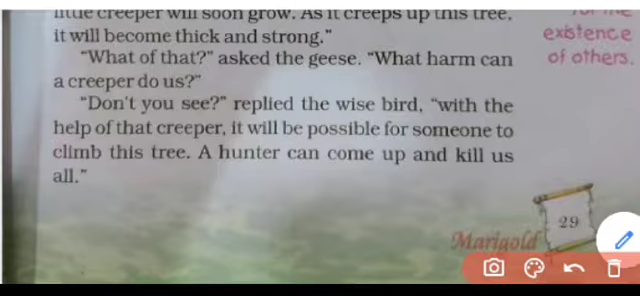 little creeper will soon grow. As it creeps up this tree,
it will become thick and strong."
"What of that?" asked the geese. "What harm can
a creeper do us?"
"Don't you see?" replied the wise bird, "with the
help of that creeper, it will be possible for someone to
climb this tree. A hunter can come up and kill us
all."
existence
of others.
29
Marigold